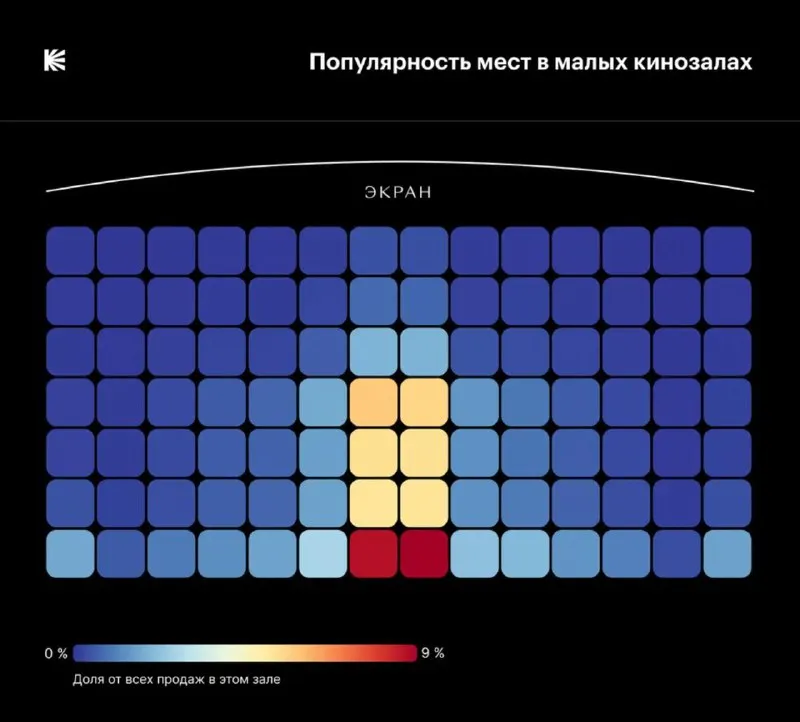 Популярность мест в малых кинозалах
ЭКРАН
0 %
9 %
Доля от всех продаж в этом зале